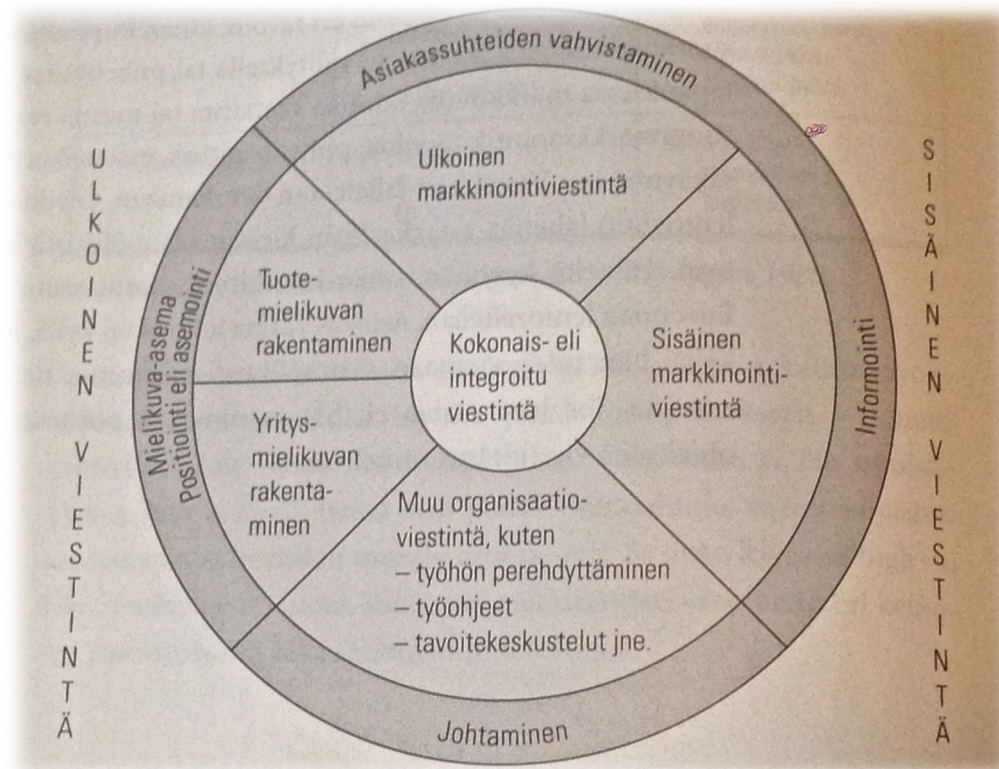 Asiakassuhteiden vahvistaminen
ULKOINEN VIESTINTÄ
SISÄINEN VIESTINTÄ
Ulkoinen
markkinointiviestintä
Mielikuva-asema
Positiointi eli asemointi
Tuote-
mielikuvan
rakentaminen
Kokonais- eli
integroitu
viestintä
Sisäinen
markkinointi-
viestintä
Informointi
Yritys-
mielikuvan
rakenta-
minen
Muu organisaatio-
viestintä, kuten
– työhön perehdyttäminen
– työohjeet
– tavoitekeskustelut jne.
Johtaminen